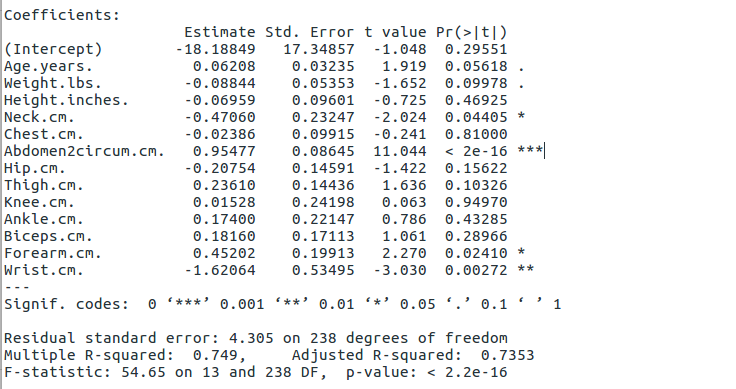 Coefficients:
                   Estimate Std. Error t value Pr(>|t|)
(Intercept)       -18.18849   17.34857  -1.048  0.29551
Age.years.          0.06208    0.03235   1.919  0.05618 .
Weight.lbs.        -0.08844    0.05353  -1.652  0.09978 .
Height.inches.     -0.06959    0.09601  -0.725  0.46925
Neck.cm.           -0.47060    0.23247  -2.024  0.04405 *
Chest.cm.          -0.02386    0.09915  -0.241  0.81000
Abdomen2circum.cm.  0.95477    0.08645  11.044  < 2e-16 ***
Hip.cm.            -0.20754    0.14591  -1.422  0.15622
Thigh.cm.           0.23610    0.14436   1.636  0.10326
Knee.cm.            0.01528    0.24198   0.063  0.94970
Ankle.cm.           0.17400    0.22147   0.786  0.43285
Biceps.cm.          0.18160    0.17113   1.061  0.28966
Forearm.cm.         0.45202    0.19913   2.270  0.02410 *
Wrist.cm.          -1.62064    0.53495  -3.030  0.00272 **
---
Signif. codes:  0 ‘***’ 0.001 ‘**’ 0.01 ‘*’ 0.05 ‘.’ 0.1 ‘ ’ 1
Residual standard error: 4.305 on 238 degrees of freedom
Multiple R-squared:  0.749,	Adjusted R-squared:  0.7353
F-statistic: 54.65 on 13 and 238 DF,  p-value: < 2.2e-16